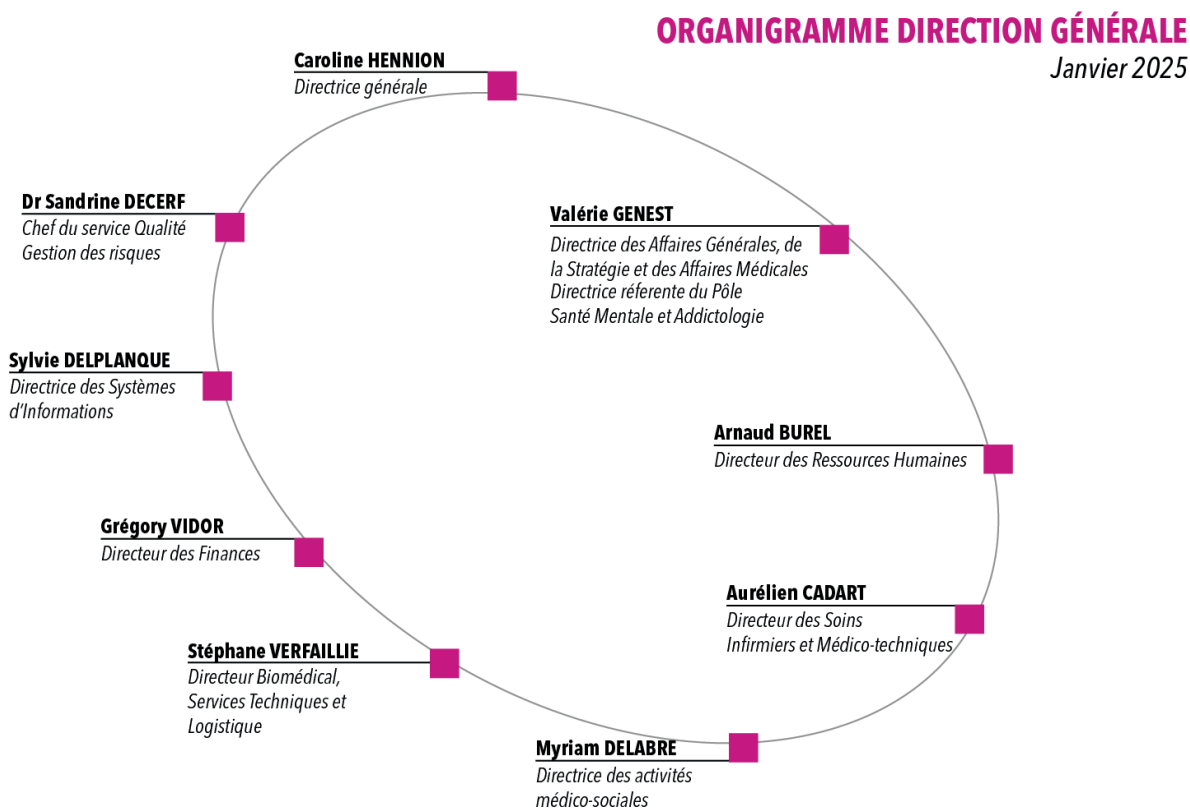 ORGANIGRAMME DIRECTION GÉNÉRALE
Janvier 2025
Caroline HENNION
Directrice générale
Dr Sandrine DECERF
Chef du service Qualité
Gestion des risques
Valérie GENEST
Directrice des Affaires Générales, de
la Stratégie et des Affaires Médicales
Directrice réferente du Pôle
Santé Mentale et Addictologie
Sylvie DELPLANQUE
Directrice des Systèmes
d’Informations
Arnaud BUREL
Directeur des Ressources Humaines
Grégory VIDOR
Directeur des Finances
Aurélien CADART
Directeur des Soins
Infirmiers et Médico-techniques
Stéphane VERFAILLIE
Directeur Biomédical,
Services Techniques et
Logistique
Myriam DELABRE
Directrice des activités
médico-sociales